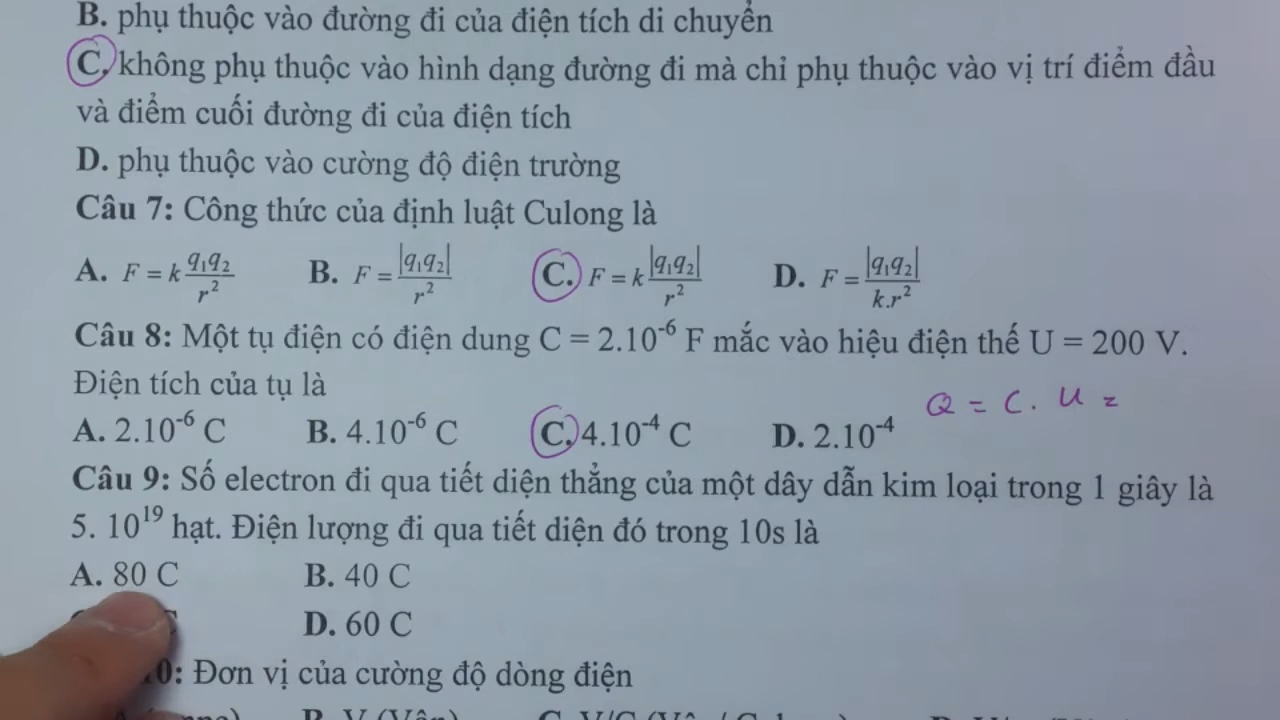 B. phụ thuộc vào đường đi của điện tích di chuyển
C. không phụ thuộc vào hình dạng đường đi mà chỉ phụ thuộc vào vị trí điểm đầu
và điểm cuối đường đi của điện tích
D. phụ thuộc vào cường độ điện trường
Câu 7: Công thức của định luật Culong là
A. F = k q₁q₂/r² B. F = |q₁q₂|/r² C. F = k |q₁q₂|/r² D. F = |q₁q₂|/k.r²
Câu 8: Một tụ điện có điện dung C = 2.10⁻⁶ F mắc vào hiệu điện thế U = 200 V.
Điện tích của tụ là
Q = C. U =
A. 2.10⁻⁶ C B. 4.10⁻⁶ C C. 4.10⁻⁴ C D. 2.10⁻⁴
Câu 9: Số electron đi qua tiết diện thẳng của một dây dẫn kim loại trong 1 giây là
5. 10¹⁹ hạt. Điện lượng đi qua tiết diện đó trong 10s là
A. 80 C B. 40 C
D. 60 C
0: Đơn vị của cường độ dòng điện